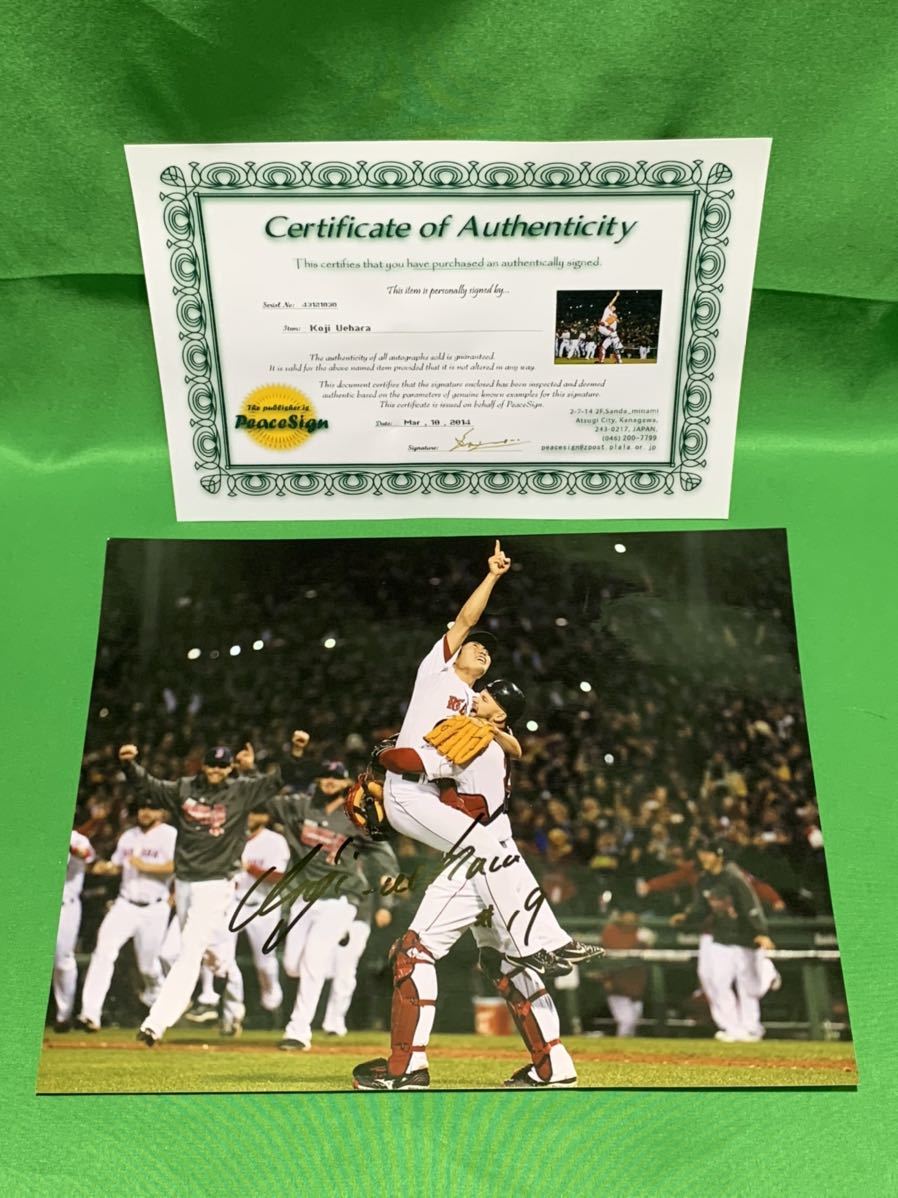 Certificate of Authenticity
This certifies that you have purchased an authentically signed.
This item is personally signed by...
Serial No: 43121030
Item: Koji Uehara
The authenticity of all autographs sold is guaranteed.
It is valid for the above named item provided that it is not altered in any way.
This document certifies that the signature enclosed has been inspected and deemed
authentic based on the parameters of genuine known examples for this signature.
This certificate is issued on behalf of PeaceSign.
The publisher is
PeaceSign
Date: Mar , 10 , 2014
Signature:
2-7-14 2F,Sanda_minami
Atsugi City, Kanagawa,
243-0217, JAPAN.
(046) 200-7799
peacesign@zpost.plala.or.jp
Koji Uehara
#19